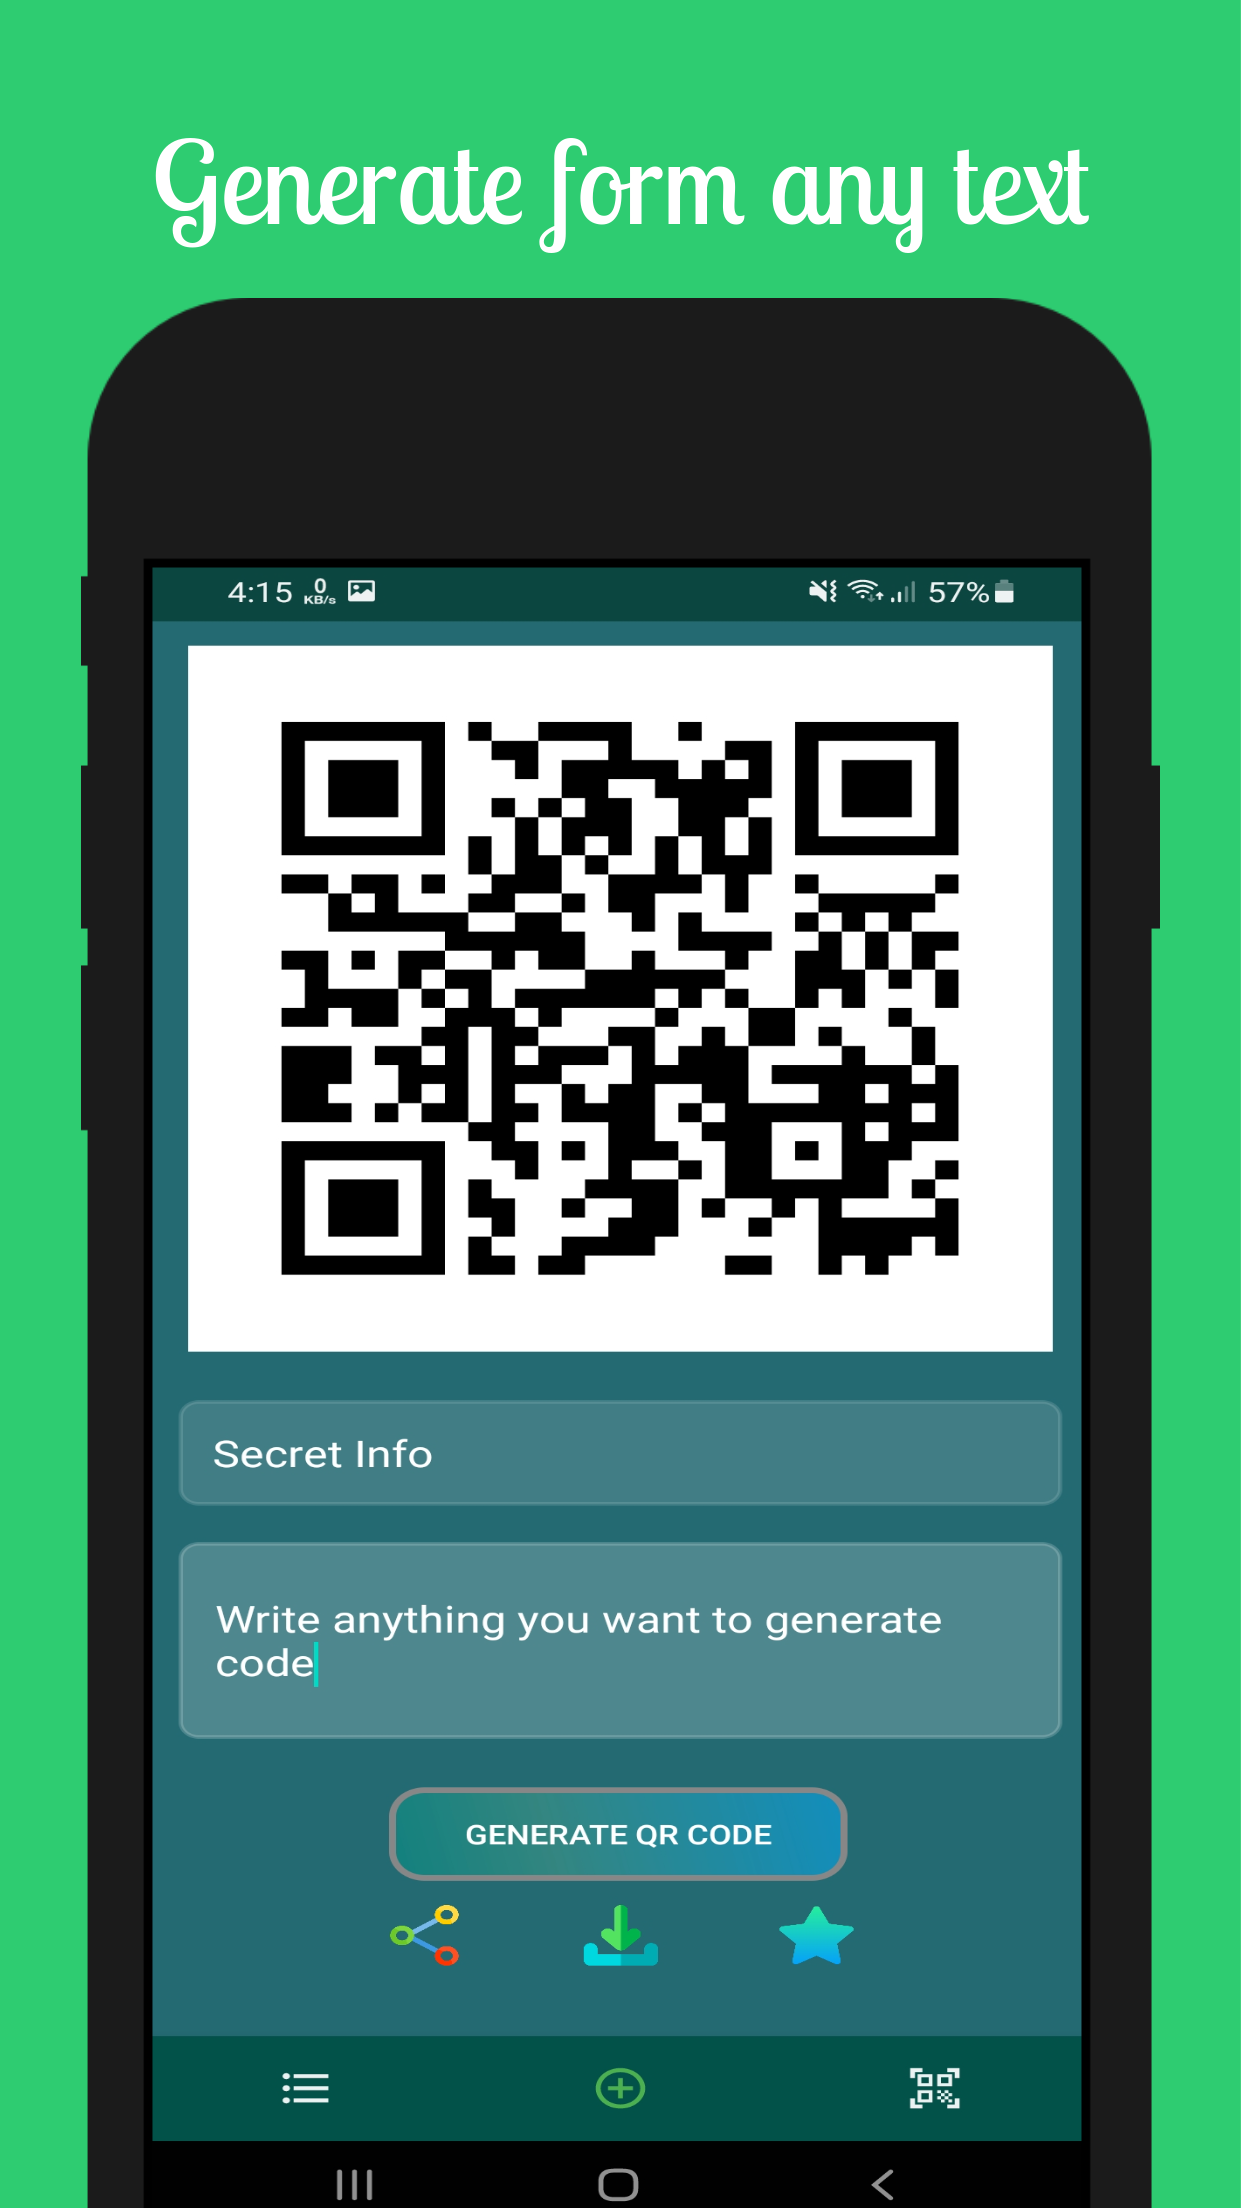 Generate form any text
4:15 0 KB/s 57%
Secret Info
Write anything you want to generate
code
GENERATE QR CODE